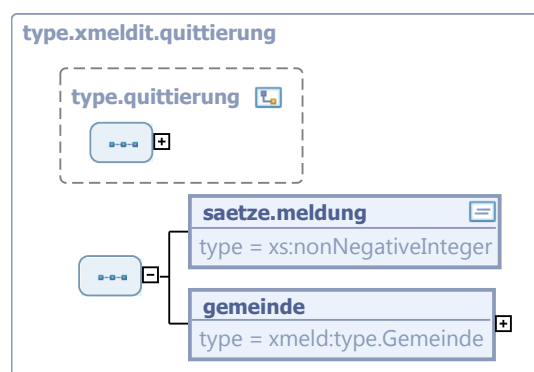 type.xmeldit.quittierung
type.quittierung
saetze.meldung
type = xs:nonNegativeInteger
gemeinde
type = xmeld:type.Gemeinde